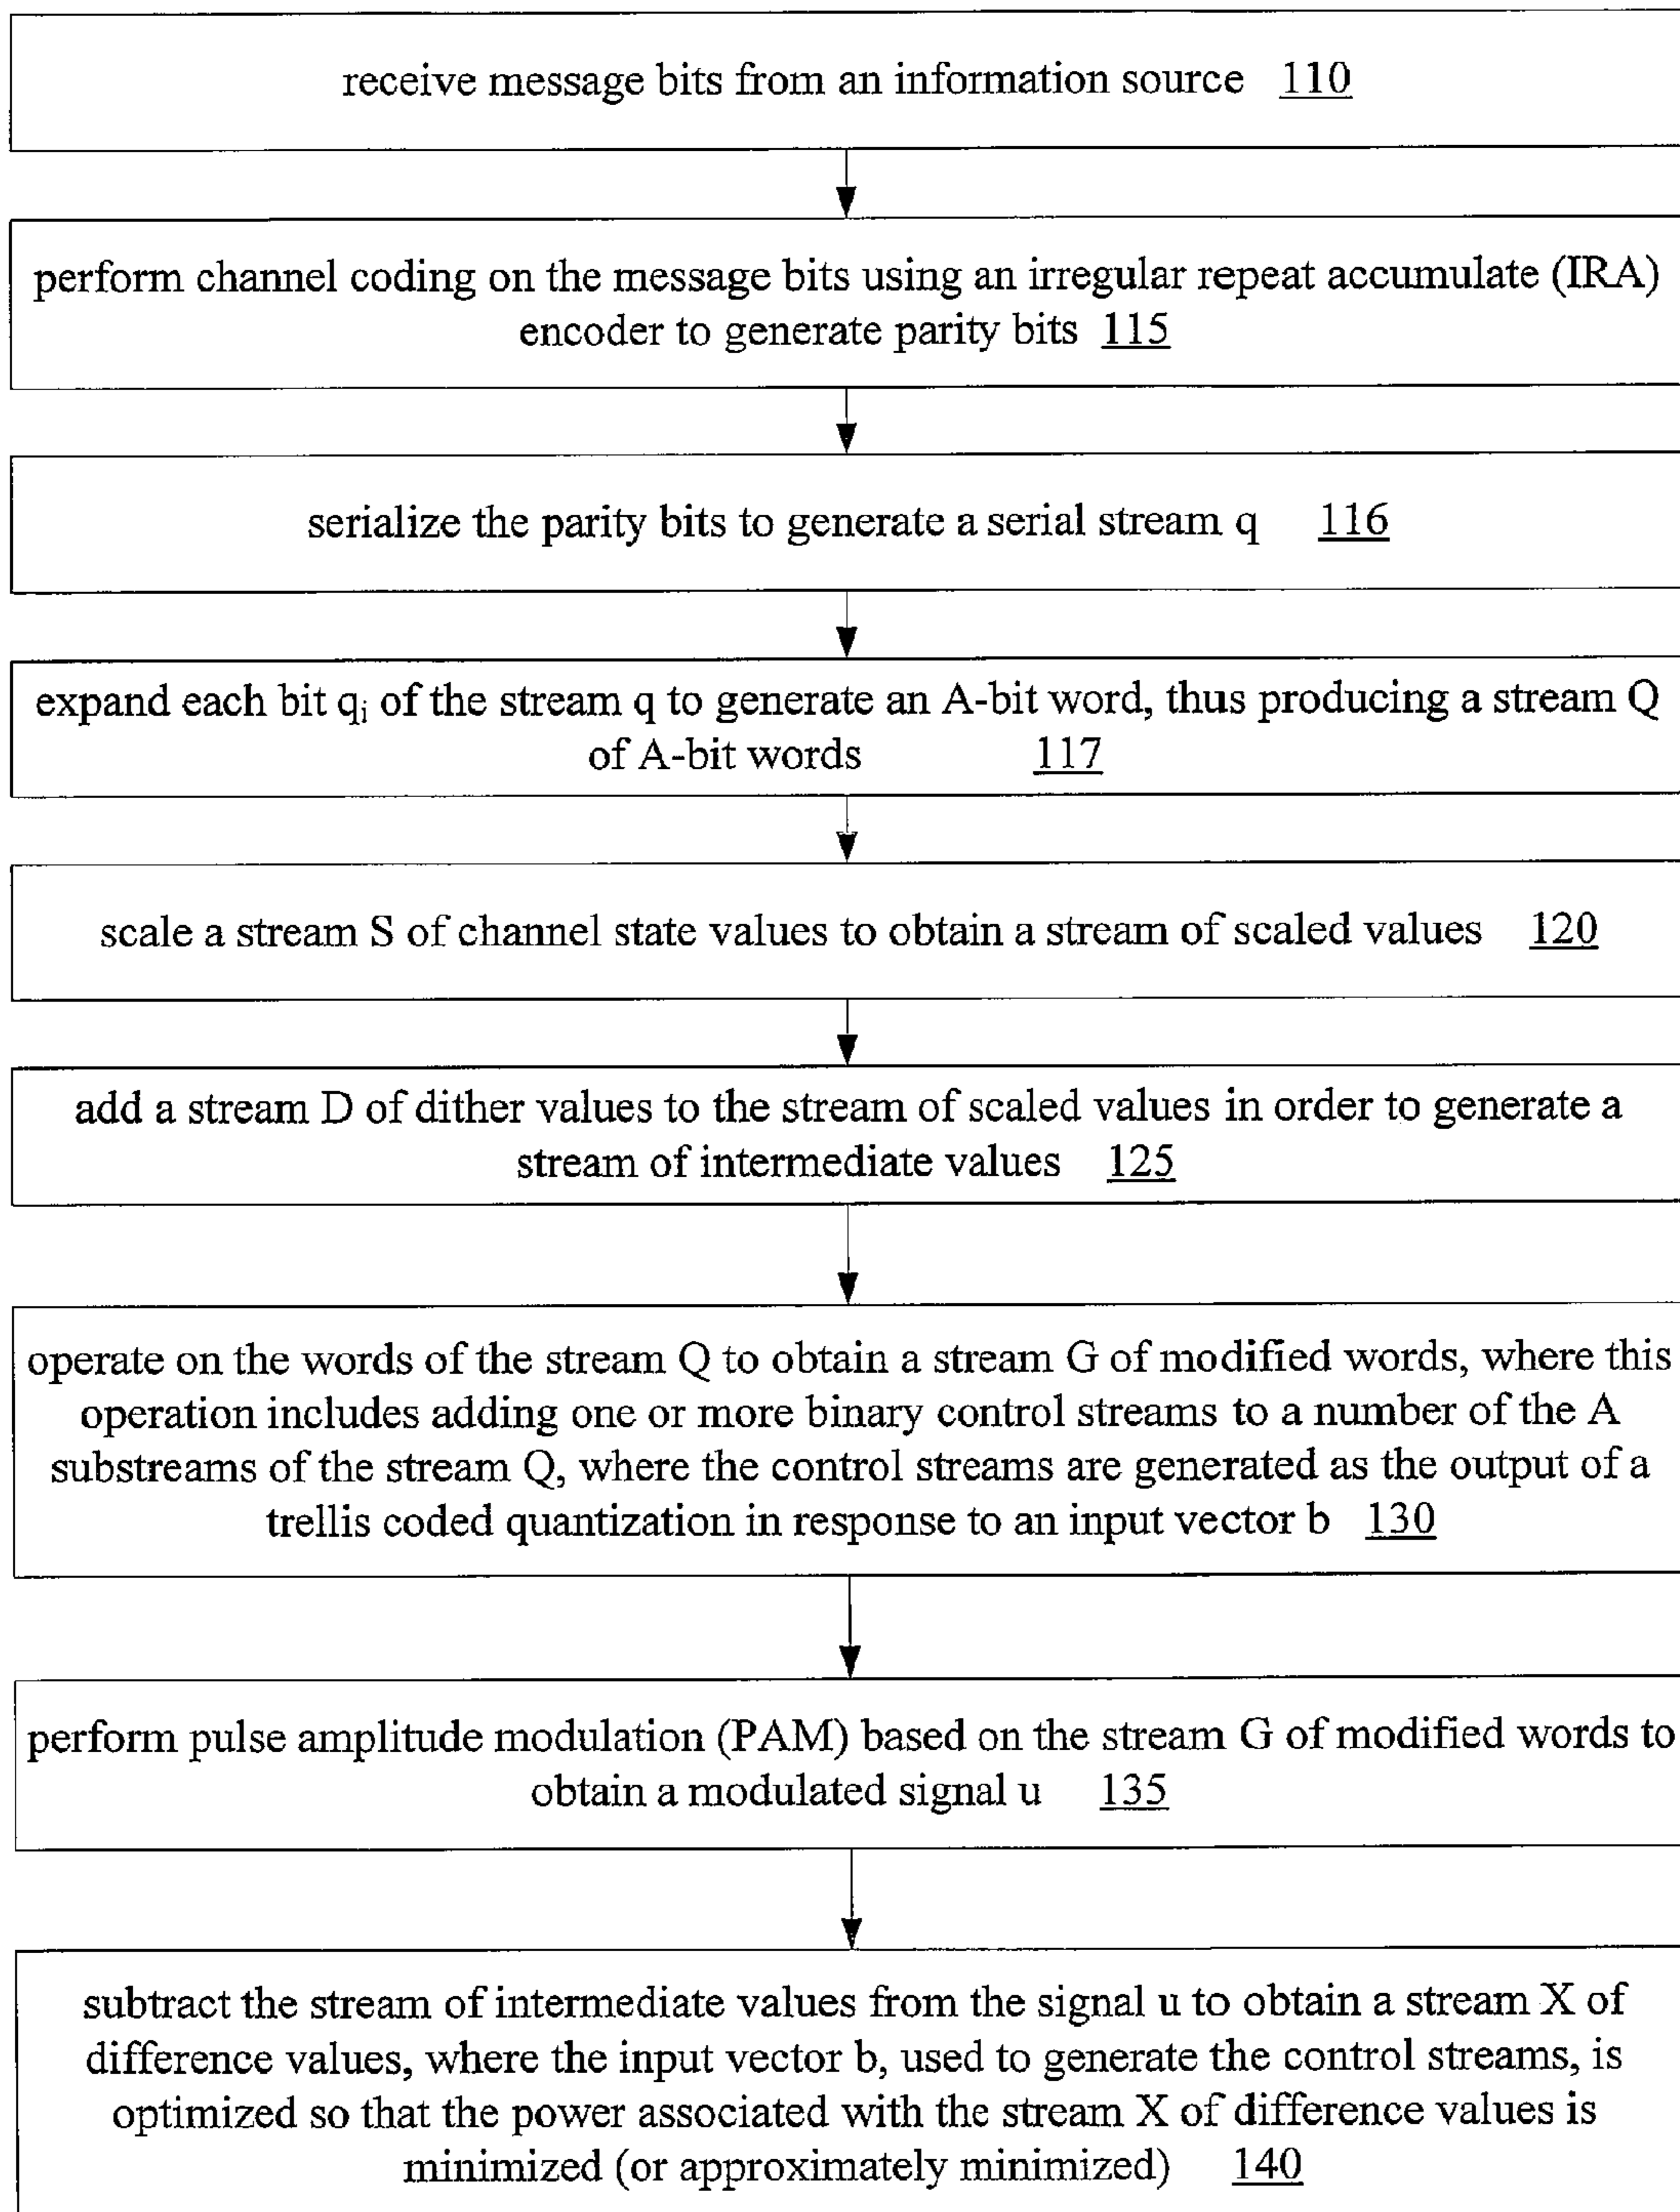 receive message bits from an information source 110
perform channel coding on the message bits using an irregular repeat accumulate (IRA)
encoder to generate parity bits 115
serialize the parity bits to generate a serial stream q 116
expand each bit qi of the stream q to generate an A-bit word, thus producing a stream Q
of A-bit words 117
scale a stream S of channel state values to obtain a stream of scaled values 120
add a stream D of dither values to the stream of scaled values in order to generate a
stream of intermediate values 125
operate on the words of the stream Q to obtain a stream G of modified words, where this
operation includes adding one or more binary control streams to a number of the A
substreams of the stream Q, where the control streams are generated as the output of a
trellis coded quantization in response to an input vector b 130
perform pulse amplitude modulation (PAM) based on the stream G of modified words to
obtain a modulated signal u 135
subtract the stream of intermediate values from the signal u to obtain a stream X of
difference values, where the input vector b, used to generate the control streams, is
optimized so that the power associated with the stream X of difference values is
minimized (or approximately minimized) 140